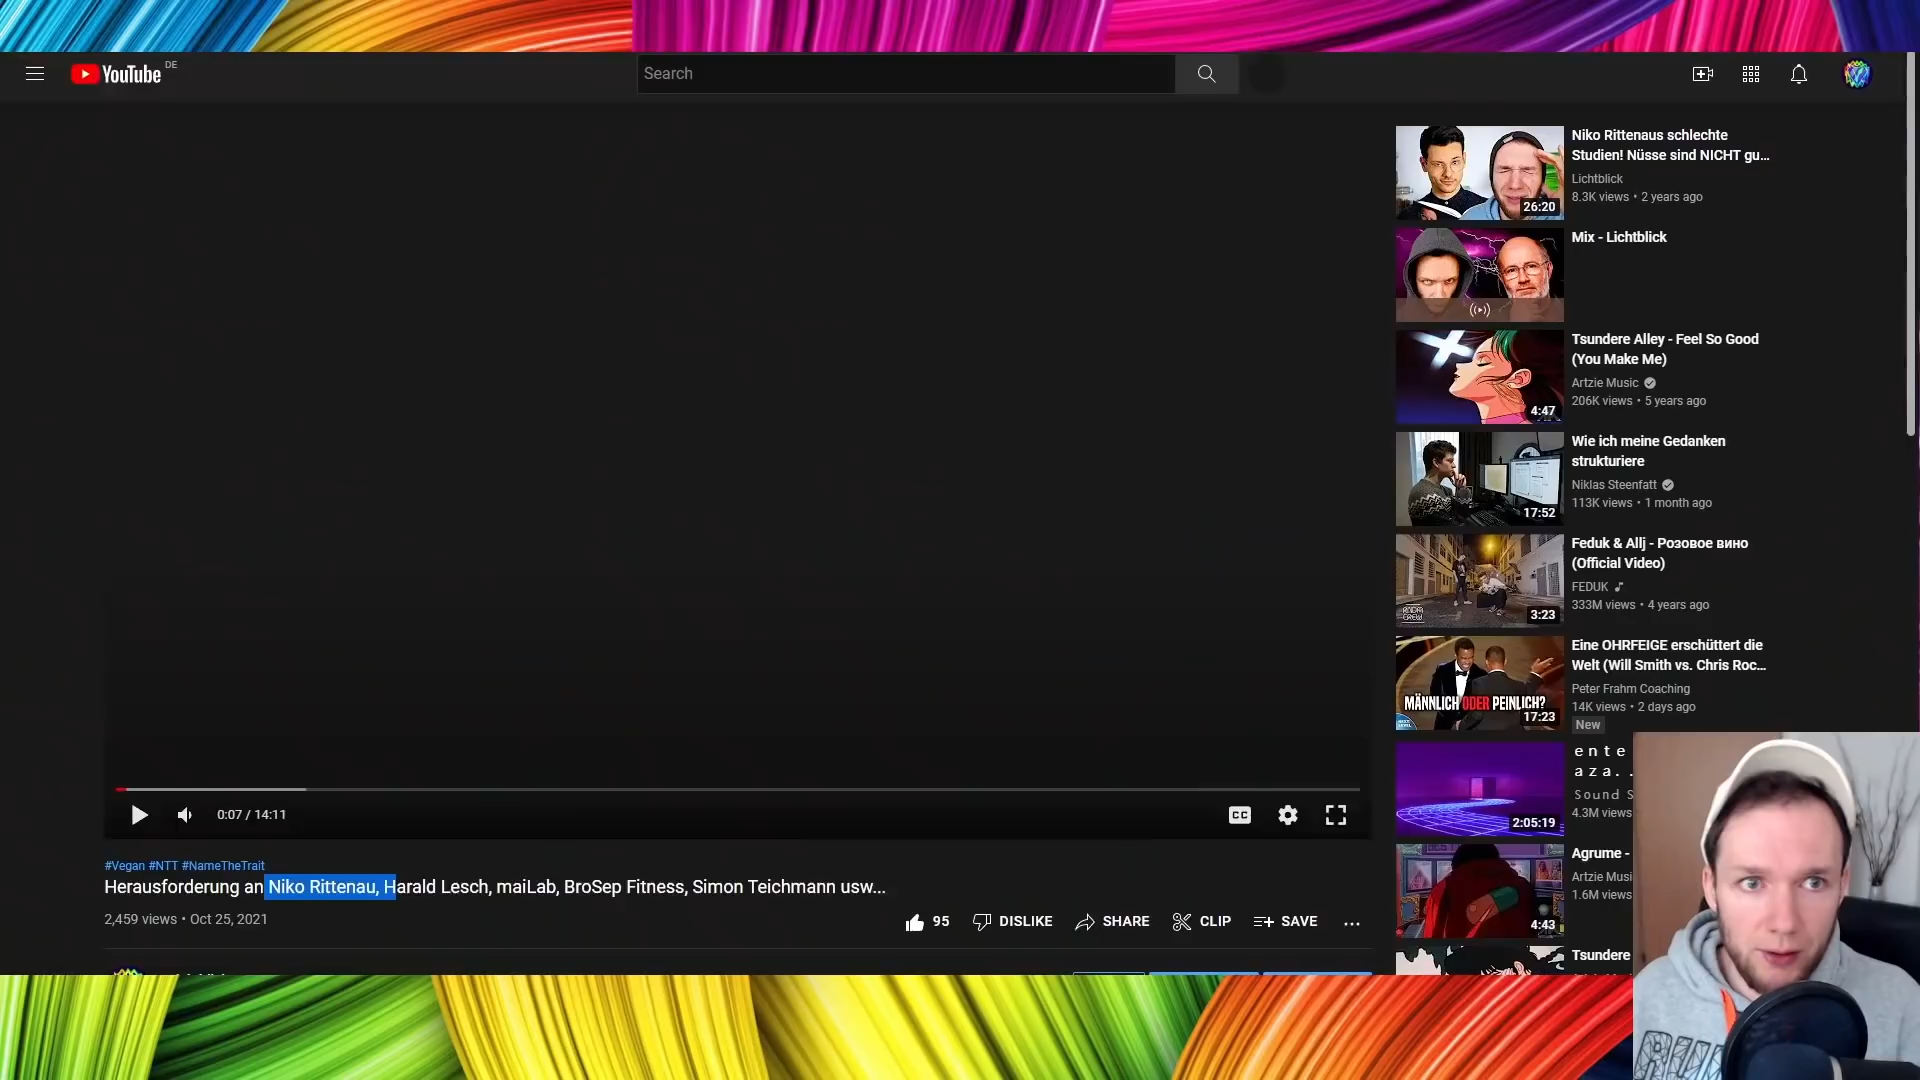 YouTube DE
Search
Niko Rittenaus schlechte
Studien! Nüsse sind NICHT gu...
Lichtblick
8.3K views • 2 years ago
26:20
Mix - Lichtblick
Tsundere Alley - Feel So Good
(You Make Me)
Artzie Music
206K views • 5 years ago
4:47
Wie ich meine Gedanken
strukturiere
Niklas Steenfatt
113K views • 1 month ago
17:52
Feduk & Allj - Розовое вино
(Official Video)
FEDUK
333M views • 4 years ago
3:23
Eine OHRFEIGE erschüttert die
Welt (Will Smith vs. Chris Roc...
Peter Frahm Coaching
14K views • 2 days ago
New
MÄNNLICH ODER PEINLICH?
17:23
ente
aza..
Sound S
4.3M views
2:05:19
Agrume -
Artzie Musi
1.6M views
4:43
Tsundere
0:07 / 14:11
CC
#Vegan #NTT #NameTheTrait
Herausforderung an Niko Rittenau, Harald Lesch, maiLab, BroSep Fitness, Simon Teichmann usw...
2,459 views • Oct 25, 2021
95
DISLIKE
SHARE
CLIP
SAVE